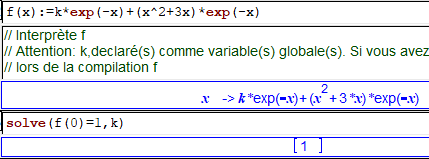 f(x):=k*exp(-x)+(x^2+3x)*exp(-x)
// Interprète f
// Attention: k,declaré(s) comme variable(s) globale(s). Si vous avez
// lors de la compilation f
x -> k*exp(-x)+(x^2+3*x)*exp(-x)
solve(f(0)=1,k)
[ 1 ]